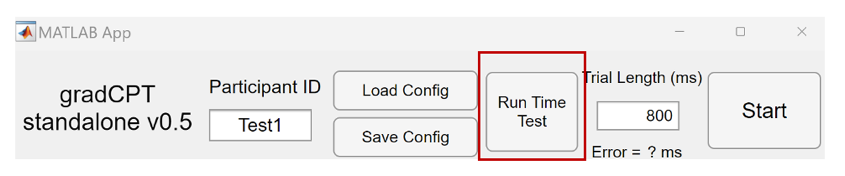 MATLAB App
gradCPT
standalone v0.5
Participant ID
Test1
Load Config
Save Config
Run Time
Test
Trial Length (ms)
800
Error = ? ms
Start